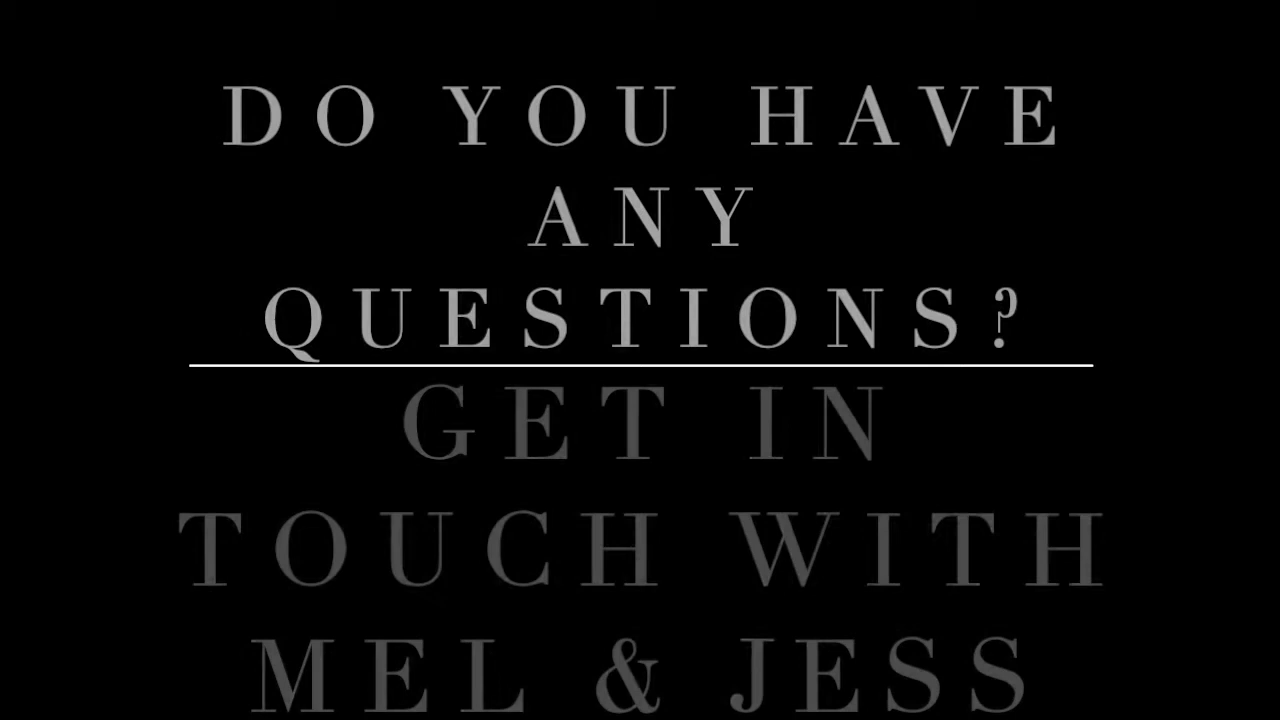 DO YOU HAVE
ANY
QUESTIONS?
GET IN
TOUCH WITH
MEL & JESS